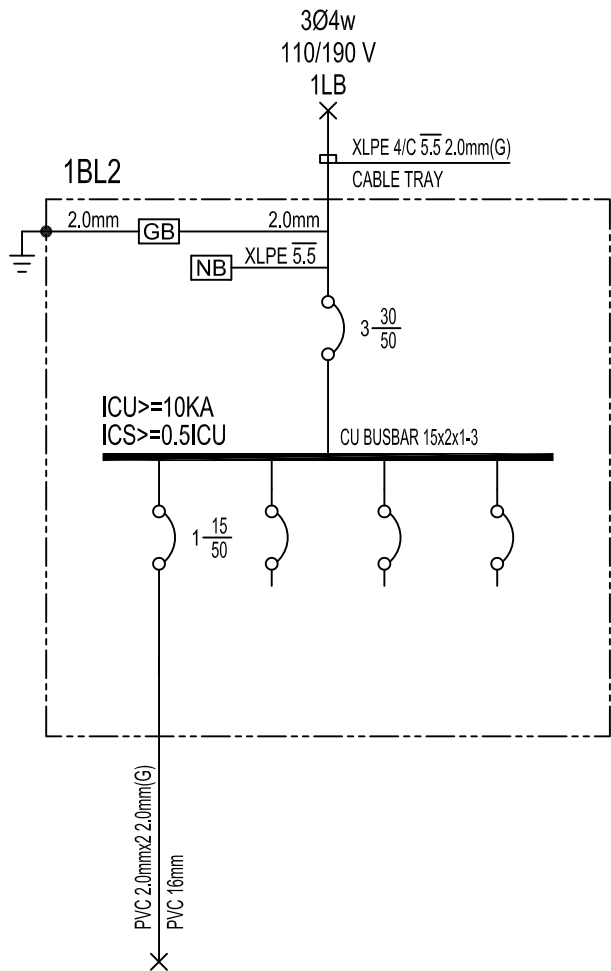 3Ø4w
110/190 V
1LB
XLPE 4/C 5.5 2.0mm(G)
CABLE TRAY
1BL2
2.0mm
GB
2.0mm
NB
XLPE 5.5
3 30/50
ICU>=10KA
ICS>=0.5ICU
CU BUSBAR 15x2x1-3
1 15/50
PVC 2.0mmx2 2.0mm(G)
PVC 16mm